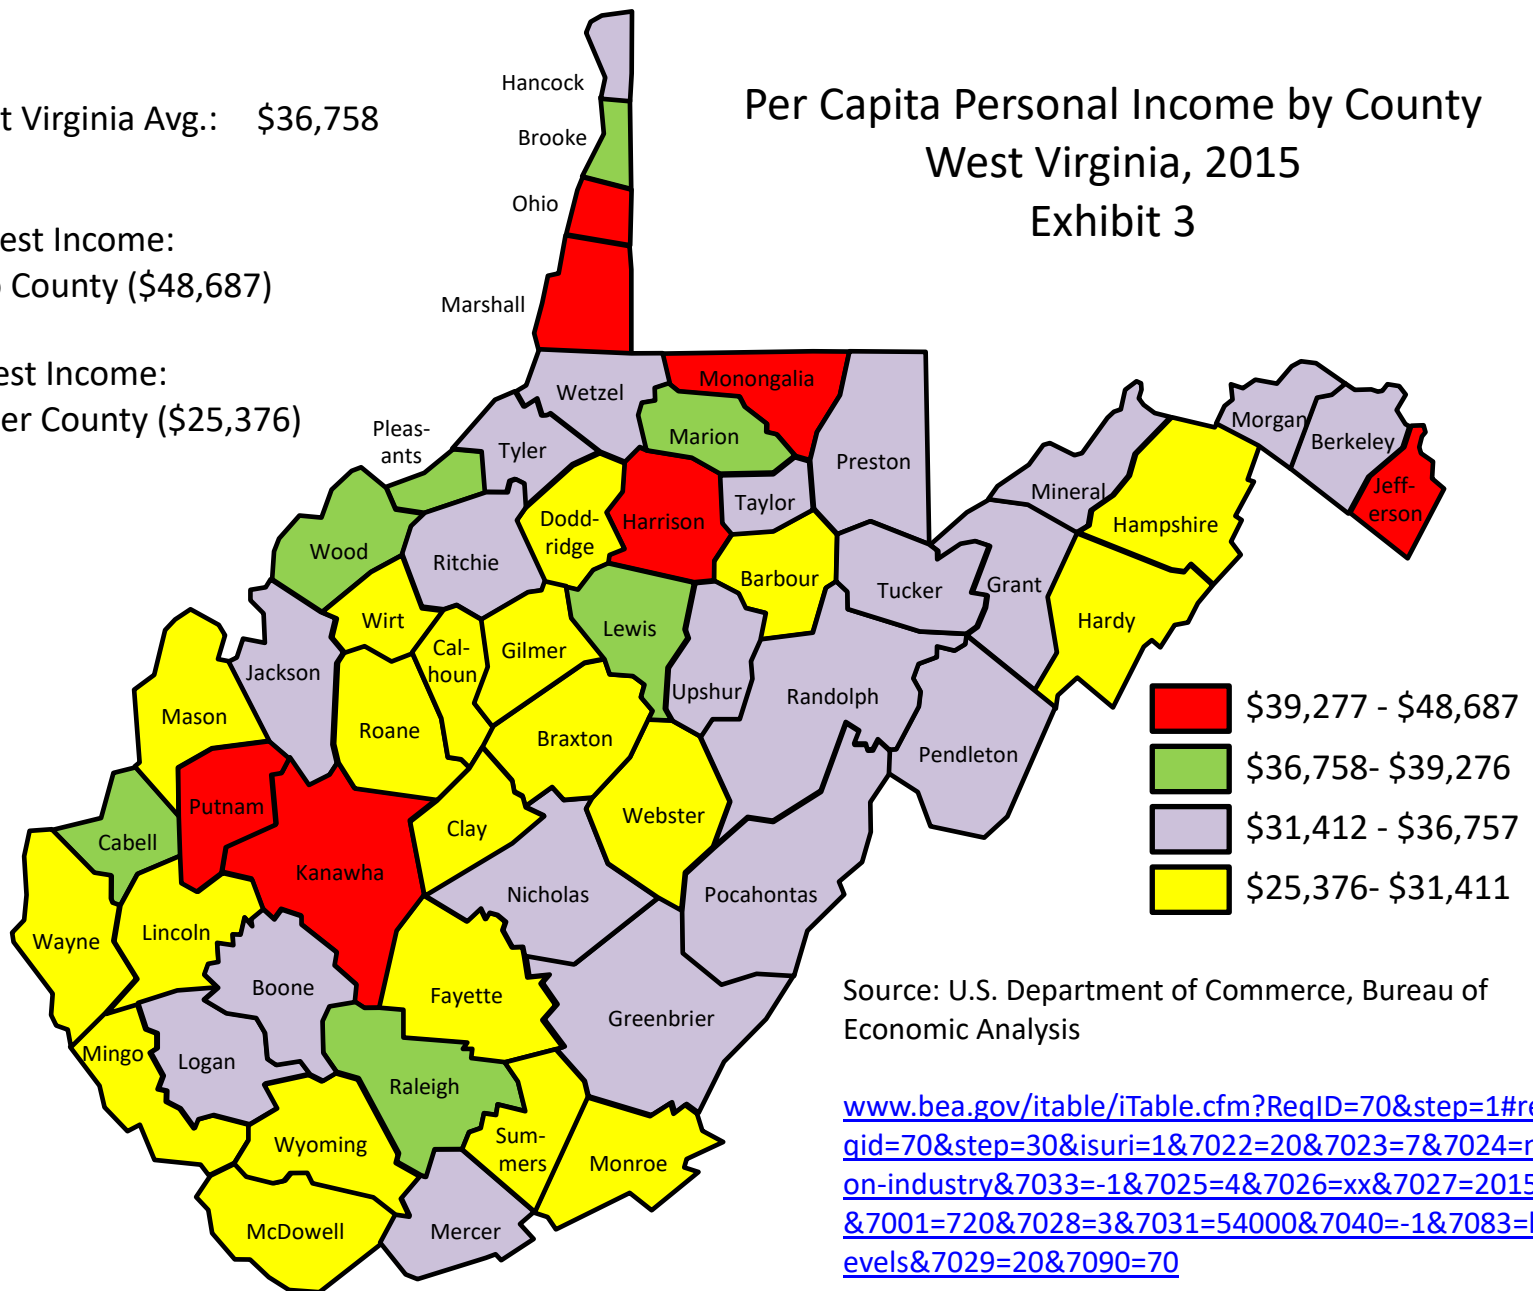 Per Capita Personal Income by County
West Virginia, 2015
Exhibit 3
t Virginia Avg.: $36,758
est Income:
County ($48,687)
est Income:
er County ($25,376)
Hancock
Brooke
Ohio
Marshall
Wetzel
Monongalia
Marion
Pleas-
ants
Tyler
Preston
Taylor
Dodd-
ridge
Harrison
Wood
Ritchie
Barbour
Tucker
Grant
Mineral
Hampshire
Hardy
Morgan
Berkeley
Jeff-
erson
Wirt
Cal-
houn
Gilmer
Lewis
Upshur
Randolph
Jackson
Mason
Roane
Braxton
Pendleton
Putnam
Cabell
Clay
Webster
Kanawha
Nicholas
Pocahontas
Wayne
Lincoln
Boone
Fayette
Greenbrier
Mingo
Logan
Raleigh
Wyoming
Sum-
mers
Monroe
McDowell
Mercer
$39,277 - $48,687
$36,758- $39,276
$31,412 - $36,757
$25,376- $31,411
Source: U.S. Department of Commerce, Bureau of
Economic Analysis
www.bea.gov/itable/iTable.cfm?ReqID=70&step=1#re
qid=70&step=30&isuri=1&7022=20&7023=7&7024=n
on-industry&7033=-1&7025=4&7026=xx&7027=2015
&7001=720&7028=3&7031=54000&7040=-1&7083=l
evels&7029=20&7090=70